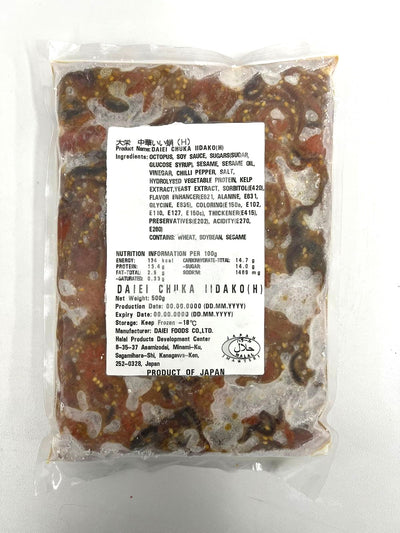 大栄 中華いい蛸(H)
Product Name:DAIEI CHUKA IIDAKO(H)
Ingredients: OCTOPUS, SOY SAUCE, SUGARS(SUGAR,
GLUCOSE SYRUP), SESAME, SESAME OIL,
VINEGAR, CHILLI PEPPER, SALT,
HYDROLYSED VEGETABLE PROTEIN, KELP
EXTRACT,YEAST EXTRACT, SORBITOL(E420),
FLAVOR ENHANCER(E621, ALANINE, E631,
GLYCINE, E635), COLORING(E150c, E102,
E110, E127, E150c), THICKENER(E415),
PRESERVATIVES(E202), ACIDITY(E270,
E260)
CONTAINS: WHEAT, SOYBEAN, SESAME
NUTRITION INFORMATION PER 100g
ENERGY: 134 kcal CARBOHYDRATE-TOTAL: 14.7 g
PROTEIN: 13.4g -SUGAR: 14.0 g
FAT-TOTAL: 2.5 g SODIUM: 1469 mg
-SATURATED:
DAIEI CHUKA IIDAKO(H)
Net Weight: 500g
Production Date: 00.00.0000 (DD.MM.YYYY)
Expiry Date: 00.00.0000 (DD.MM.YYYY)
Storage: Keep Frozen -18℃
Manufacturer: DAIEI FOODS CO.,LTD.
Halal Products Development Center
8-35-37 Asamizodai, Minami-Ku,
Sagamihara-Shi, Kanagawa-Ken,
252-0328, Japan
PRODUCT OF JAPAN
حلال